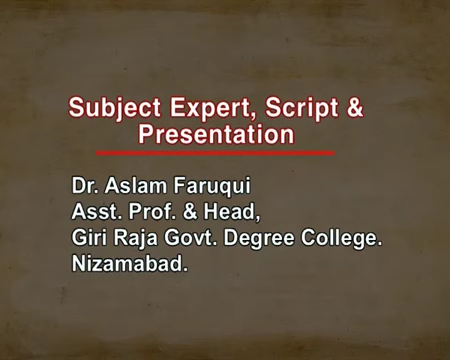 Subject Expert, Script &
Presentation
Dr. Aslam Faruqui
Asst. Prof. & Head,
Giri Raja Govt. Degree College.
Nizamabad.